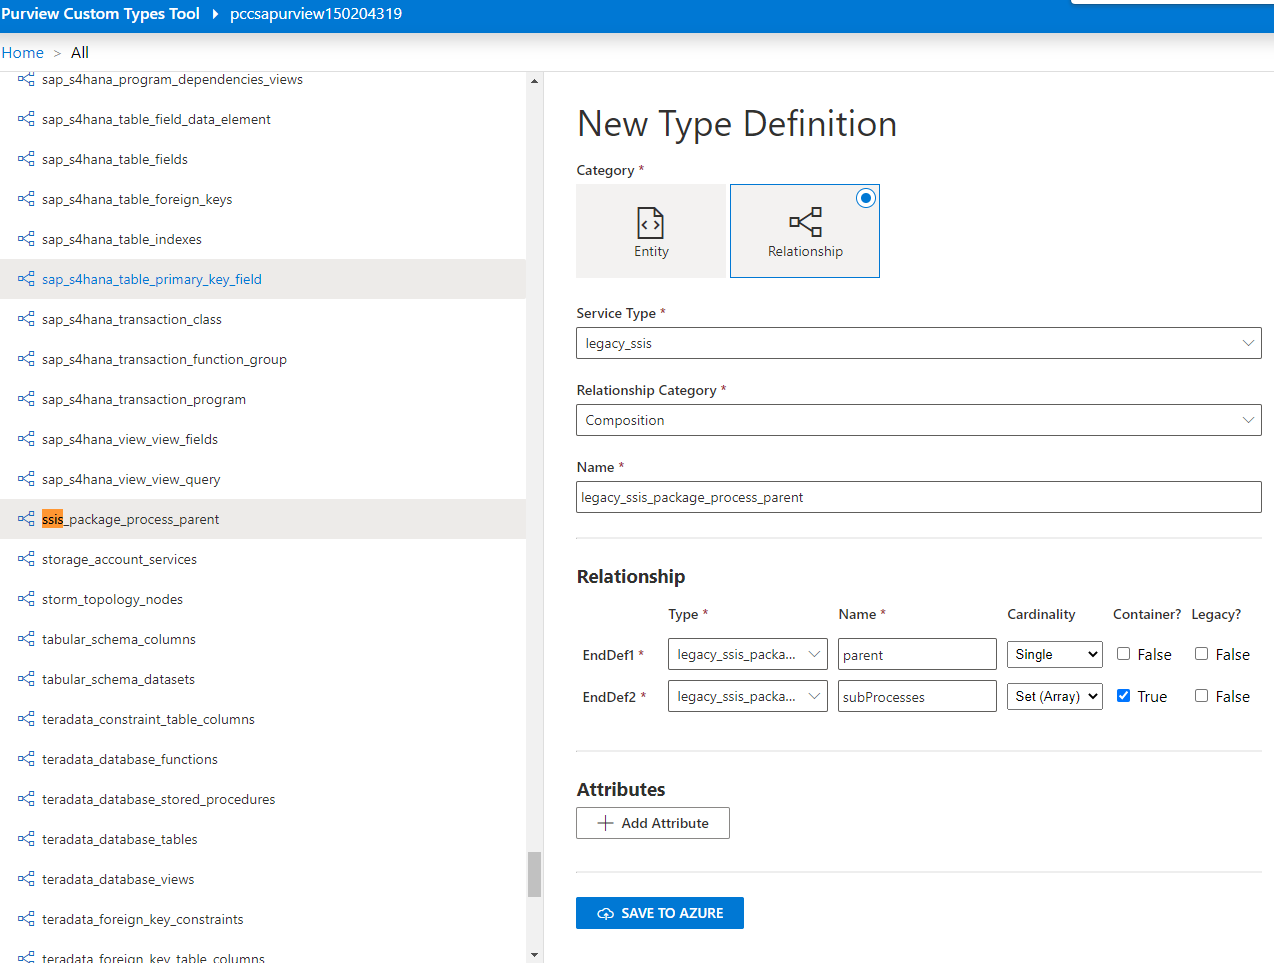 Purview Custom Types Tool pccsapurview150204319
Home > All
sap_s4hana_program_dependencies_views
sap_s4hana_table_field_data_element
sap_s4hana_table_fields
sap_s4hana_table_foreign_keys
sap_s4hana_table_indexes
sap_s4hana_table_primary_key_field
sap_s4hana_transaction_class
sap_s4hana_transaction_function_group
sap_s4hana_transaction_program
sap_s4hana_view_view_fields
sap_s4hana_view_view_query
ssis_package_process_parent
storage_account_services
storm_topology_nodes
tabular_schema_columns
tabular_schema_datasets
teradata_constraint_table_columns
teradata_database_functions
teradata_database_stored_procedures
teradata_database_tables
teradata_database_views
teradata_foreign_key_constraints
teradata_foreign_key_table_columns
New Type Definition
Category *
Entity
Relationship
Service Type *
legacy_ssis
Relationship Category *
Composition
Name *
legacy_ssis_package_process_parent
Relationship
Type * Name * Cardinality Container? Legacy?
EndDef1 * legacy_ssis_packa... parent Single False False
EndDef2 * legacy_ssis_packa... subProcesses Set (Array) True False
Attributes
Add Attribute
SAVE TO AZURE